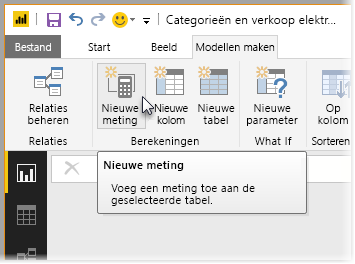 Categorieën en verkoop elektr...
Bestand Start Beeld Modellen maken
Relaties beheren
Nieuwe meting
Nieuwe kolom
Nieuwe tabel
Nieuwe parameter
Op kolom
Relaties Berekeningen What If Sorteren
Nieuwe meting
Voeg een meting toe aan de
geselecteerde tabel.